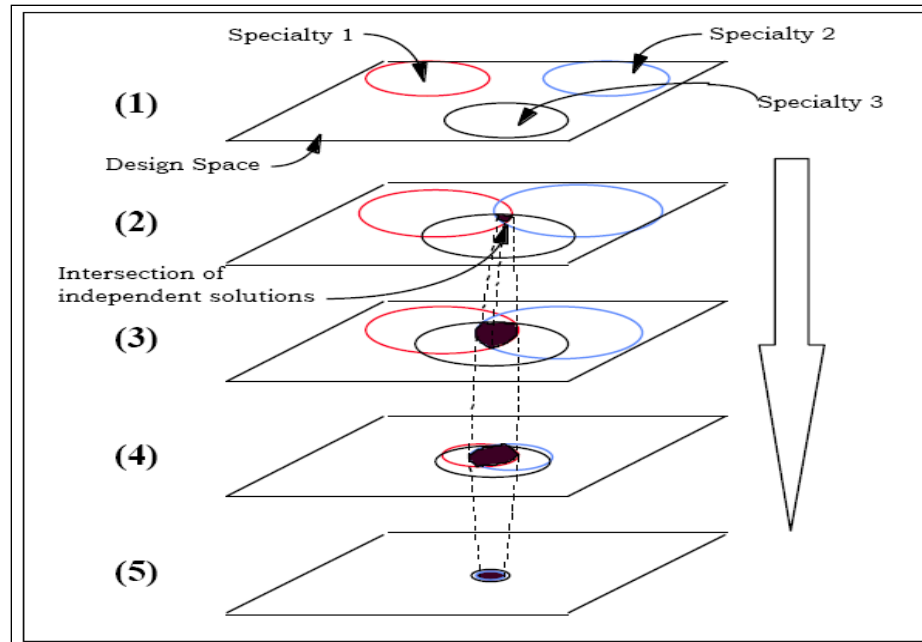 Specialty 1
Specialty 2
(1)
Specialty 3
Design Space
(2)
Intersection of
independent solutions
(3)
(4)
(5)